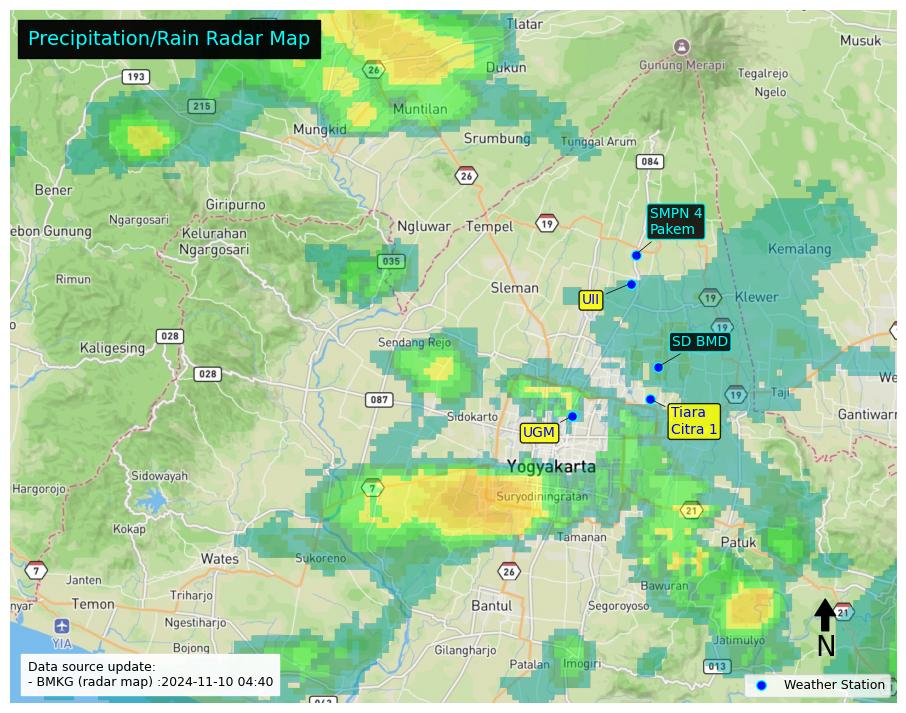 Precipitation/Rain Radar Map
Tlatar
Musuk
Gunung Merapi
Dukun
Tegalrejo
193
26
Ngelo
215
Muntilan
Mungkid
Srumbung
Tunggal Arum
084
26
Bener
Giripurno
Ngargosari
SMPN 4
Pakem
19
Ngluwar
Tempel
ebon Gunung
Kelurahan
Ngargosari
Kemalang
035
Rimun
Sleman
UII
19
Klewer
19
028
Sendang Rejo
SD BMD
Kaligesing
028
087
19
Taji
We
Sidokarto
Tiara
Citra 1
Gantiwarn
UGM
Yogyakarta
Sidowayah
Hargorojo
7
Suryodiningratan
21
Kokap
Tamanan
Patuk
Wates
Sukoreno
7
26
Janten
Bawuran
Triharjo
nyar
Temon
Bantul
Segoroyoso
21
Ngestiharjo
YIA
Jatimulyo
N
Bojong
Gilangharjo
Patalan
Imogiri
013
Data source update:
- BMKG (radar map) :2024-11-10 04:40
Weather Station